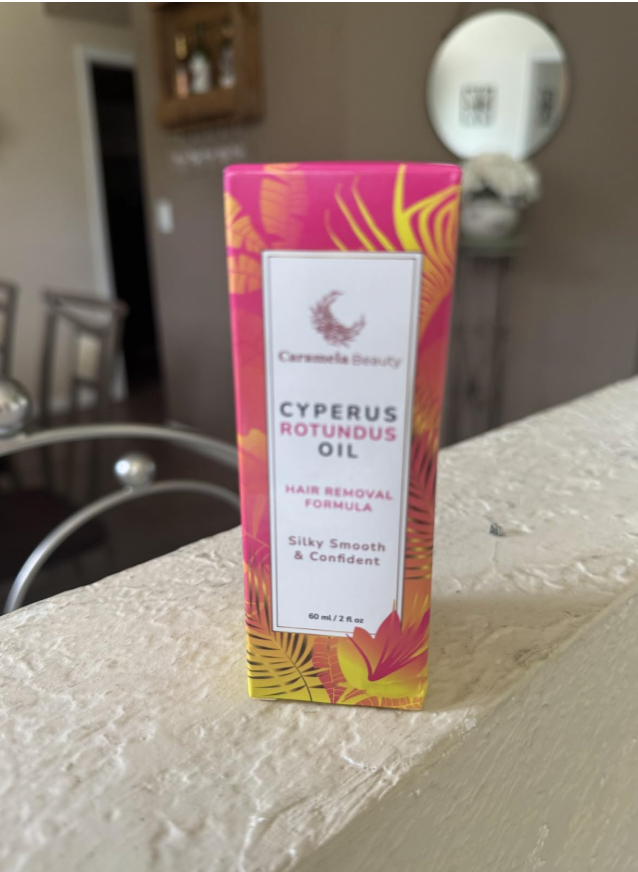 Caramela Beauty
CYPERUS
ROTUNDUS
OIL
HAIR REMOVAL
FORMULA
Silky Smooth
& Confident
60 ml / 2 fl oz